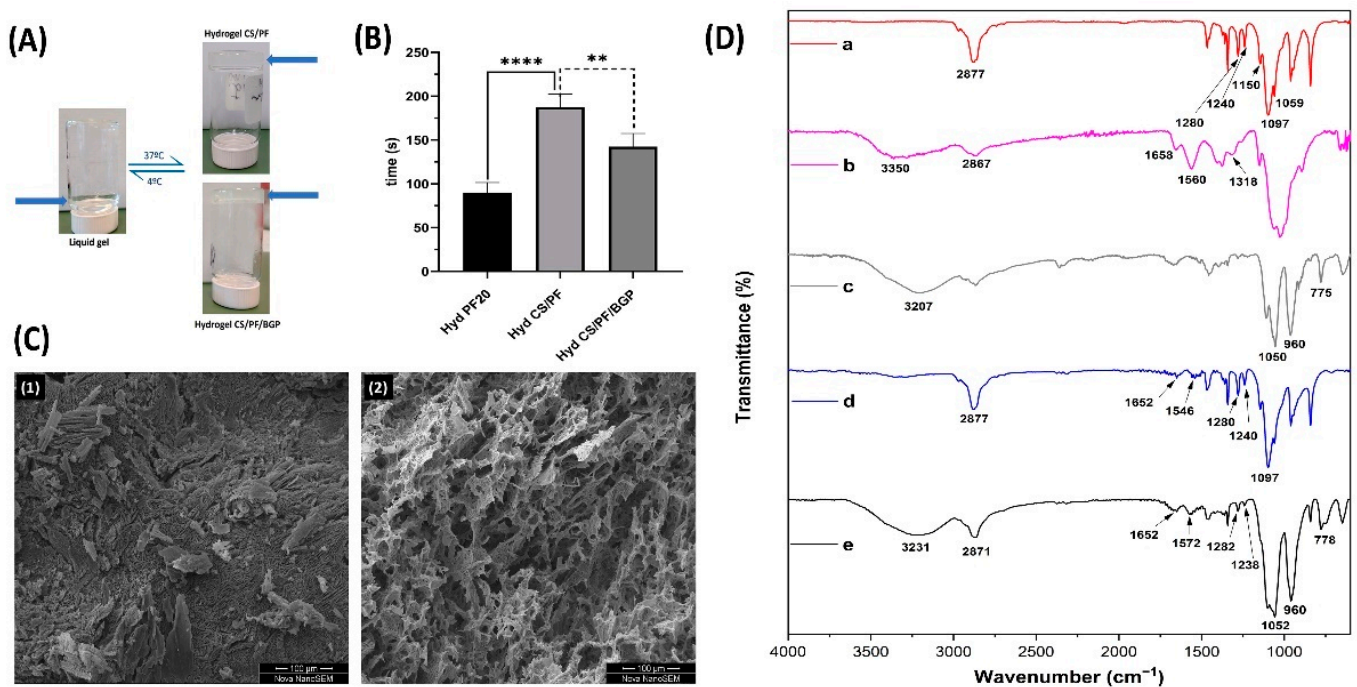 (A)
Hydrogel CS/PF
37ºC
4ºC
Liquid gel
Hydrogel CS/PF/BGP
(B)
250
200
150
100
50
0
time (s)
****
**
Hyd PF20
Hyd CS/PF
Hyd CS/PF/BGP
(C)
(1)
100 µm
Nova NanoSEM
(2)
100 µm
Nova NanoSEM
(D)
Transmittance (%)
a
2877
1280
1240
1150
1097
1059
b
3350
2867
1658
1560
1318
c
3207
1050
960
775
d
2877
1652
1546
1280
1240
1097
e
3231
2871
1652
1572
1282
1238
1052
960
778
4000 3500 3000 2500 2000 1500 1000
Wavenumber (cm⁻¹)